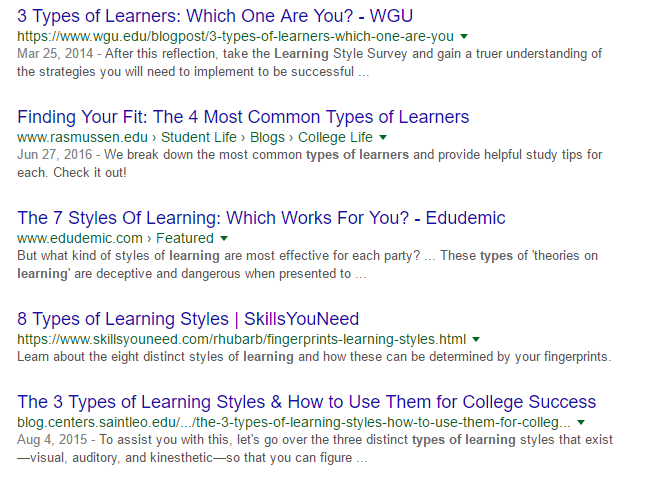 3 Types of Learners: Which One Are You? - WGU
https://www.wgu.edu/blogpost/3-types-of-learners-which-one-are-you
Mar 25, 2014 - After this reflection, take the Learning Style Survey and gain a truer understanding of
the strategies you will need to implement to be successful ...
Finding Your Fit: The 4 Most Common Types of Learners
www.rasmussen.edu › Student Life › Blogs › College Life
Jun 27, 2016 - We break down the most common types of learners and provide helpful study tips for
each. Check it out!
The 7 Styles Of Learning: Which Works For You? - Edudemic
www.edudemic.com › Featured
But what kind of styles of learning are most effective for each party? ... These types of 'theories on
learning' are deceptive and dangerous when presented to ...
8 Types of Learning Styles | SkillsYouNeed
https://www.skillsyouneed.com/rhubarb/fingerprints-learning-styles.html
Learn about the eight distinct styles of learning and how these can be determined by your fingerprints.
The 3 Types of Learning Styles & How to Use Them for College Success
blog.centers.saintleo.edu/.../the-3-types-of-learning-styles-how-to-use-them-for-colleg...
Aug 4, 2015 - To assist you with this, let's go over the three distinct types of learning styles that exist
—visual, auditory, and kinesthetic—so that you can figure ...